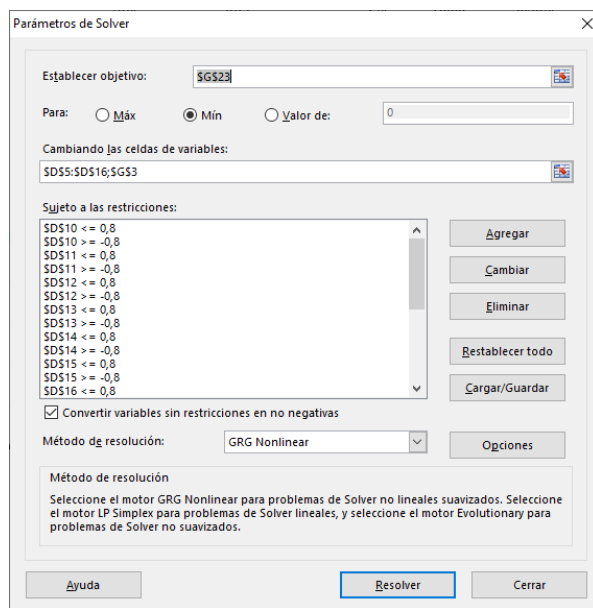 Parámetros de Solver
Establecer objetivo:
$G$23
Para:
Máx
Mín
Valor de:
0
Cambiando las celdas de variables:
$D$5:$D$16;$G$3
Sujeto a las restricciones:
$D$10 <= 0,8
$D$10 >= -0,8
$D$11 <= 0,8
$D$11 >= -0,8
$D$12 <= 0,8
$D$12 >= -0,8
$D$13 <= 0,8
$D$13 >= -0,8
$D$14 <= 0,8
$D$14 >= -0,8
$D$15 <= 0,8
$D$15 >= -0,8
$D$16 <= 0,8
Agregar
Cambiar
Eliminar
Restablecer todo
Cargar/Guardar
Convertir variables sin restricciones en no negativas
Método de resolución:
GRG Nonlinear
Opciones
Método de resolución
Seleccione el motor GRG Nonlinear para problemas de Solver no lineales suavizados. Seleccione
el motor LP Simplex para problemas de Solver lineales, y seleccione el motor Evolutionary para
problemas de Solver no suavizados.
Ayuda
Resolver
Cerrar